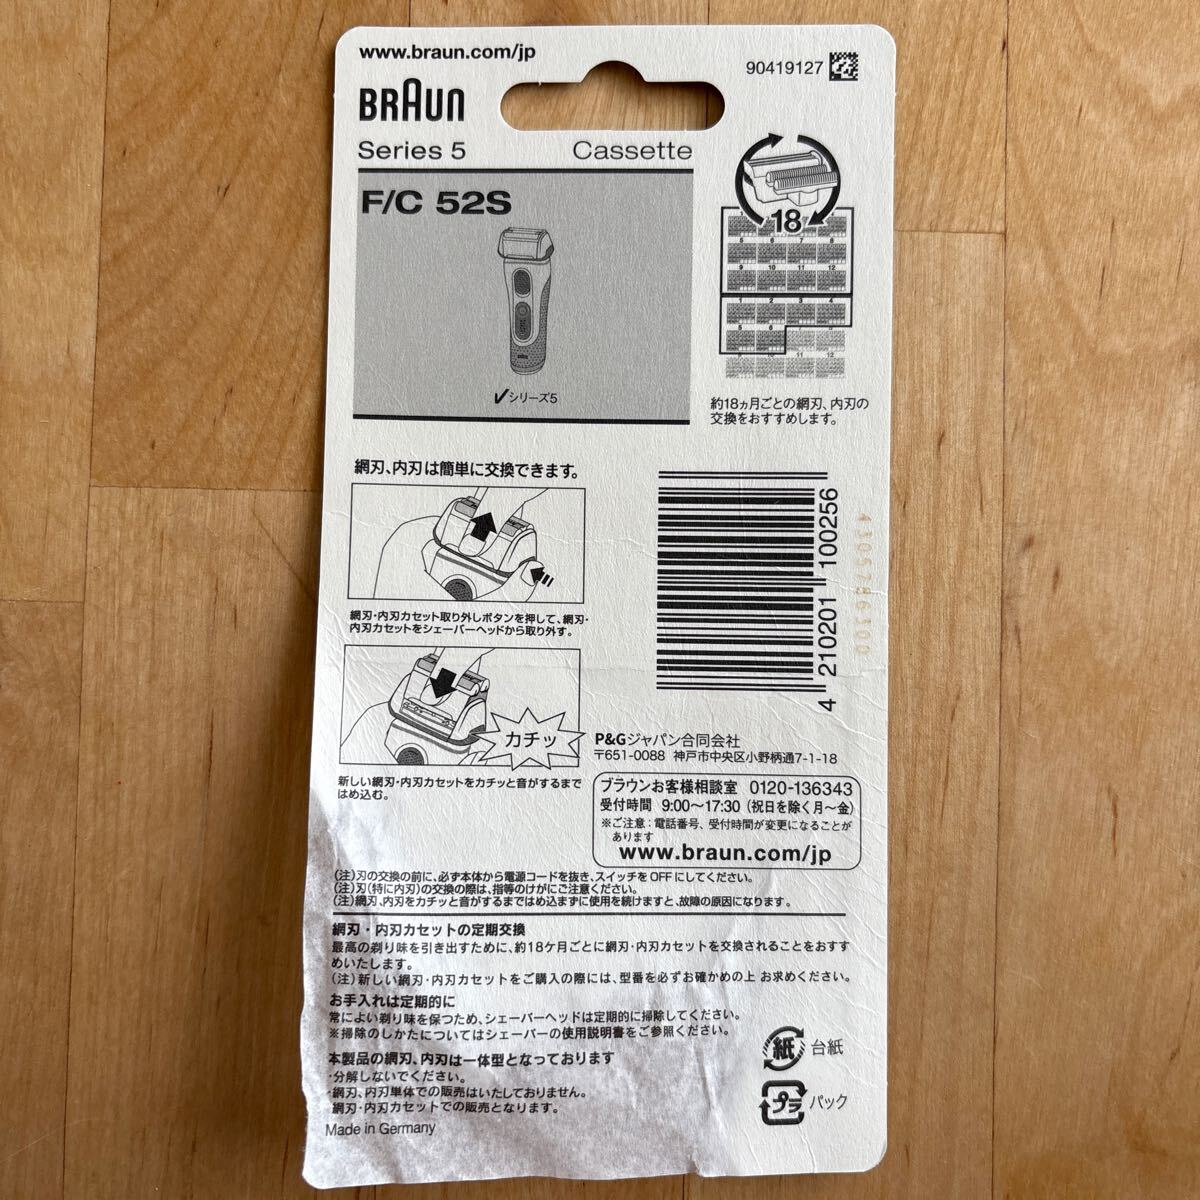 www.braun.com/jp
90419127
BRAUN
Series 5 Cassette
F/C 52S
✓シリーズ5
18
約18ヵ月ごとの網刃、内刃の
交換をおすすめします。
網刃、内刃は簡単に交換できます。
網刃・内刃カセット取り外しボタンを押して、網刃・
内刃カセットをシェーバーヘッドから取り外す。
カチッ
新しい網刃・内刃カセットをカチッと音がするまで
はめ込む。
4 210201 100256
4305786300
P&Gジャパン合同会社
〒651-0088 神戸市中央区小野柄通7-1-18
ブラウンお客様相談室 0120-136343
受付時間 9:00～17:30 (祝日を除く月～金)
※ご注意：電話番号、受付時間が変更になることが
あります
www.braun.com/jp
(注)刃の交換の前に、必ず本体から電源コードを抜き、スイッチをOFFにしてください。
(注)刃(特に内刃)の交換の際は、指等のけがにご注意ください。
(注)網刃、内刃をカチッと音がするまではめ込まずに使用を続けますと、故障の原因になります。
網刃・内刃カセットの定期交換
最高の剃り味を引き出すために、約18ケ月ごとに網刃・内刃カセットを交換されることをおすす
めいたします。
(注)新しい網刃・内刃カセットをご購入の際には、型番を必ずお確かめの上 お求めください。
お手入れは定期的に
常によい剃り味を保つため、シェーバーヘッドは定期的に掃除してください。
※掃除のしかたについてはシェーバーの使用説明書をご参照ください。
本製品の網刃、内刃は一体型となっております
・分解しないでください。
・網刃、内刃単体での販売はいたしておりません。
網刃・内刃カセットでの販売となります。
Made in Germany
紙 台紙
プラ パック